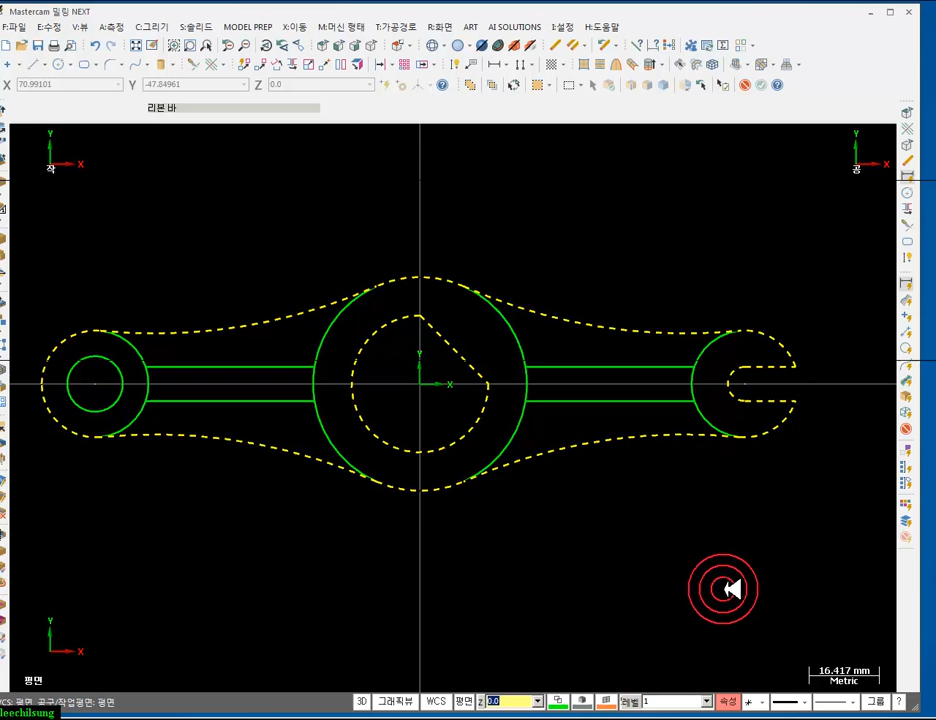 Mastercam 밀링 NEXT
F:파일 E:수정 V:뷰 A:측정 C:그리기 S:솔리드 MODEL PREP X:이동 M:머신 형태 T:가공경로 R:화면 ART AI SOLUTIONS I:설정 H:도움말
X 70.99101 Y -47.84961 Z 0.0
리본 바
Y Y
X X
작 공
Y
X
Y
X
평면
16.417 mm
Metric
WCS: 평면 공구/작업평면: 평면 3D 그래픽뷰 WCS 평면 Z 0.0 레벨 1 속성 그룹 ?
leechilsung